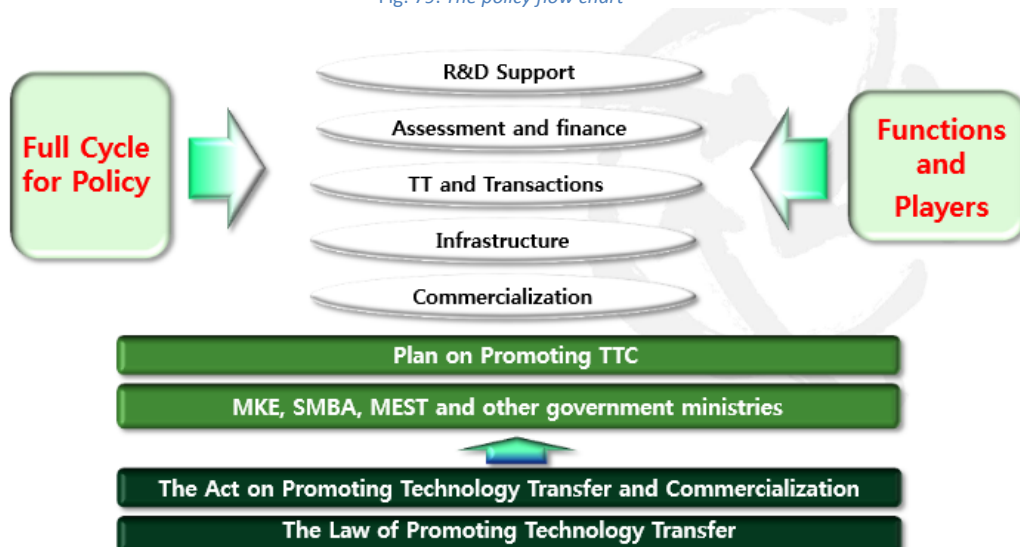 Fig. 79. The policy flow chart
R&D Support
Assessment and finance
TT and Transactions
Infrastructure
Commercialization
Full Cycle
for Policy
Functions
and
Players
Plan on Promoting TTC
MKE, SMBA, MEST and other government ministries
The Act on Promoting Technology Transfer and Commercialization
The Law of Promoting Technology Transfer